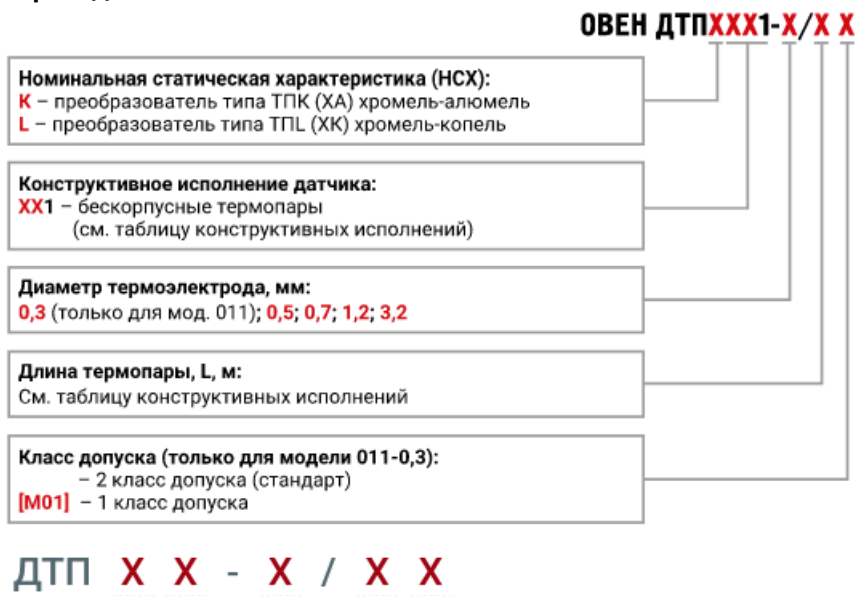 ОВЕН ДТПХХХ1-Х/Х Х
Номинальная статическая характеристика (НСХ):
К – преобразователь типа ТПК (ХА) хромель-алюмель
L – преобразователь типа ТПL (ХК) хромель-копель
Конструктивное исполнение датчика:
ХХ1 – бескорпусные термопары
(см. таблицу конструктивных исполнений)
Диаметр термоэлектрода, мм:
0,3 (только для мод. 011); 0,5; 0,7; 1,2; 3,2
Длина термопары, L, м:
См. таблицу конструктивных исполнений
Класс допуска (только для модели 011-0,3):
– 2 класс допуска (стандарт)
[М01] – 1 класс допуска
ДТП Х Х - Х / Х Х